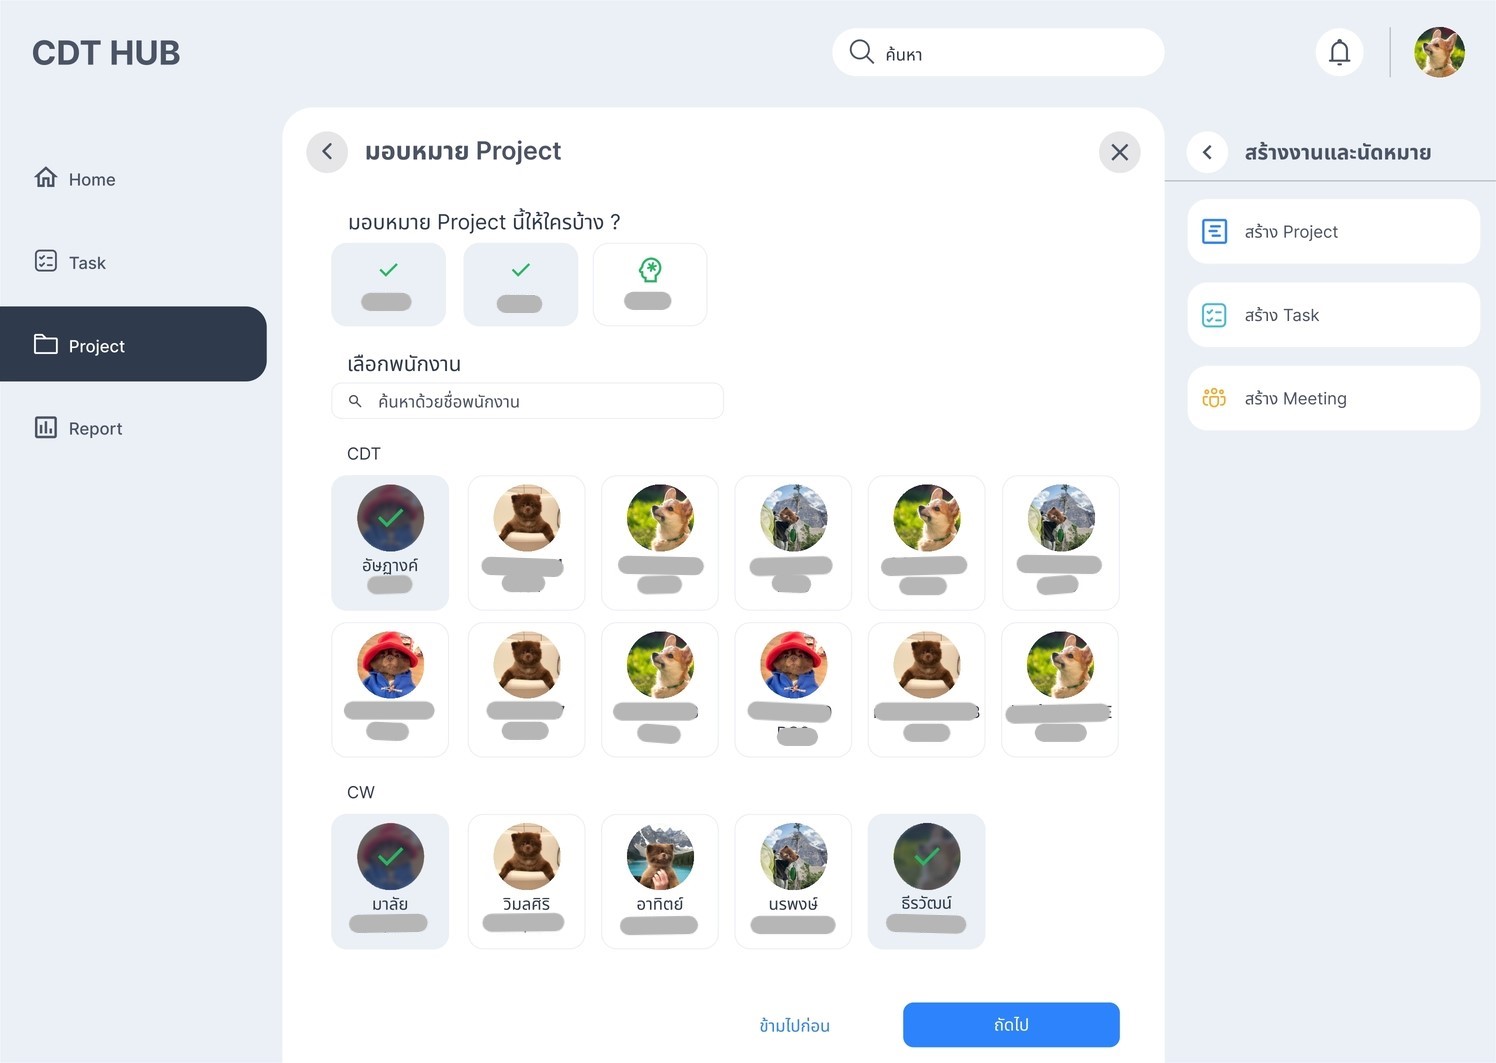 CDT HUB
ค้นหา
Home
Task
Project
Report
มอบหมาย Project
มอบหมาย Project นี้ให้ใครบ้าง ?
เลือกพนักงาน
ค้นหาด้วยชื่อพนักงาน
CDT
อัษฎางค์
CW
มาลัย
วิมลศิริ
อาทิตย์
นรพงษ์
ธีรวัฒน์
ข้ามไปก่อน
ถัดไป
สร้างงานและนัดหมาย
สร้าง Project
สร้าง Task
สร้าง Meeting